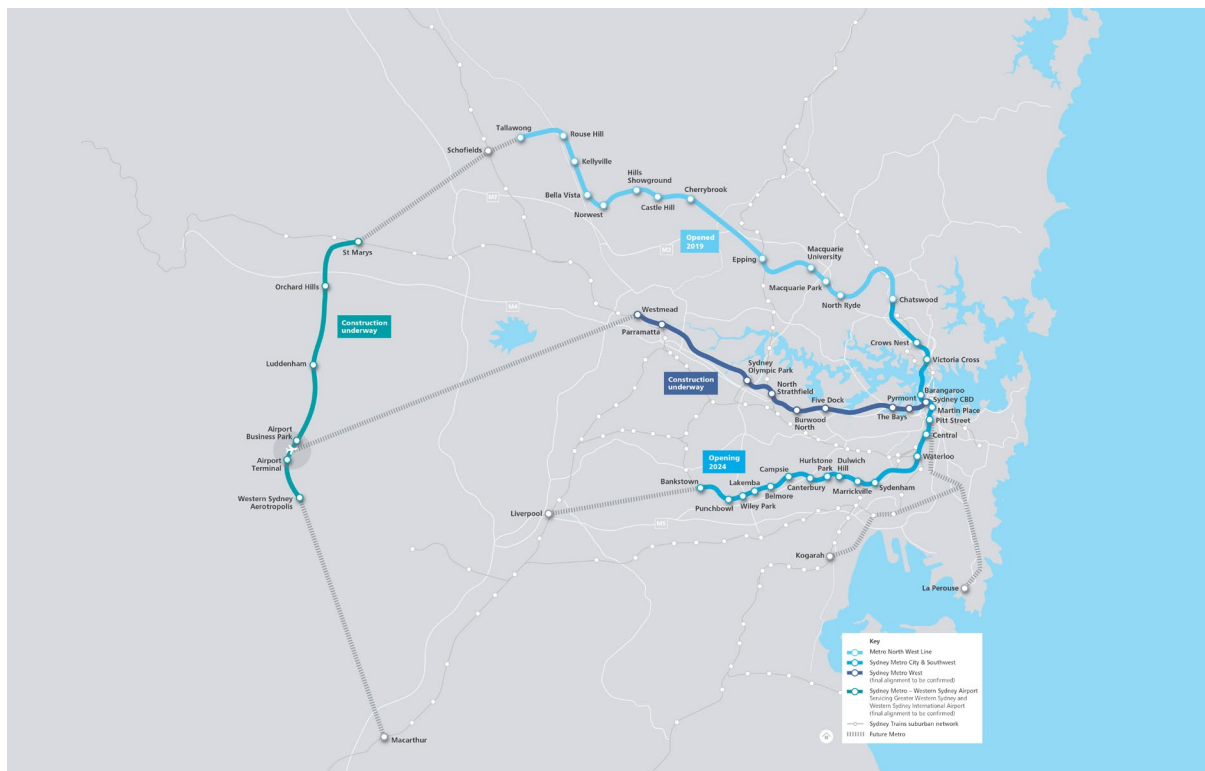 Tallawong
Rouse Hill
Schofields
Kellyville
Hills
Showground
Cherrybrook
Bella Vista
Castle Hill
M7
Norwest
Opened
2019
Macquarie
University
M2
St Marys
Epping
Orchard Hills
Macquarie Park
North Ryde
Chatswood
M4
Westmead
Construction
underway
Parramatta
Crows Nest
Victoria Cross
Luddenham
Sydney
Olympic Park
Construction
underway
North
Strathfield
Barangaroo
Five Dock
Pyrmont
Sydney CBD
Martin Place
The Bays
Burwood
North
Pitt Street
Airport
Business Park
Central
Airport
Terminal
Opening
2024
Hurlstone
Park
Dulwich
Hill
Waterloo
Campsie
Bankstown
Lakemba
Canterbury
Sydenham
Belmore
Marrickville
Western Sydney
Aerotropolis
Wiley Park
Punchbowl
Liverpool
M5
Kogarah
La Perouse
Key
Metro North West Line
Sydney Metro City & Southwest
Sydney Metro West
(final alignment to be confirmed)
Sydney Metro – Western Sydney Airport
Servicing Greater Western Sydney and
Western Sydney International Airport
(final alignment to be confirmed)
Sydney Trains suburban network
Future Metro
N
Macarthur